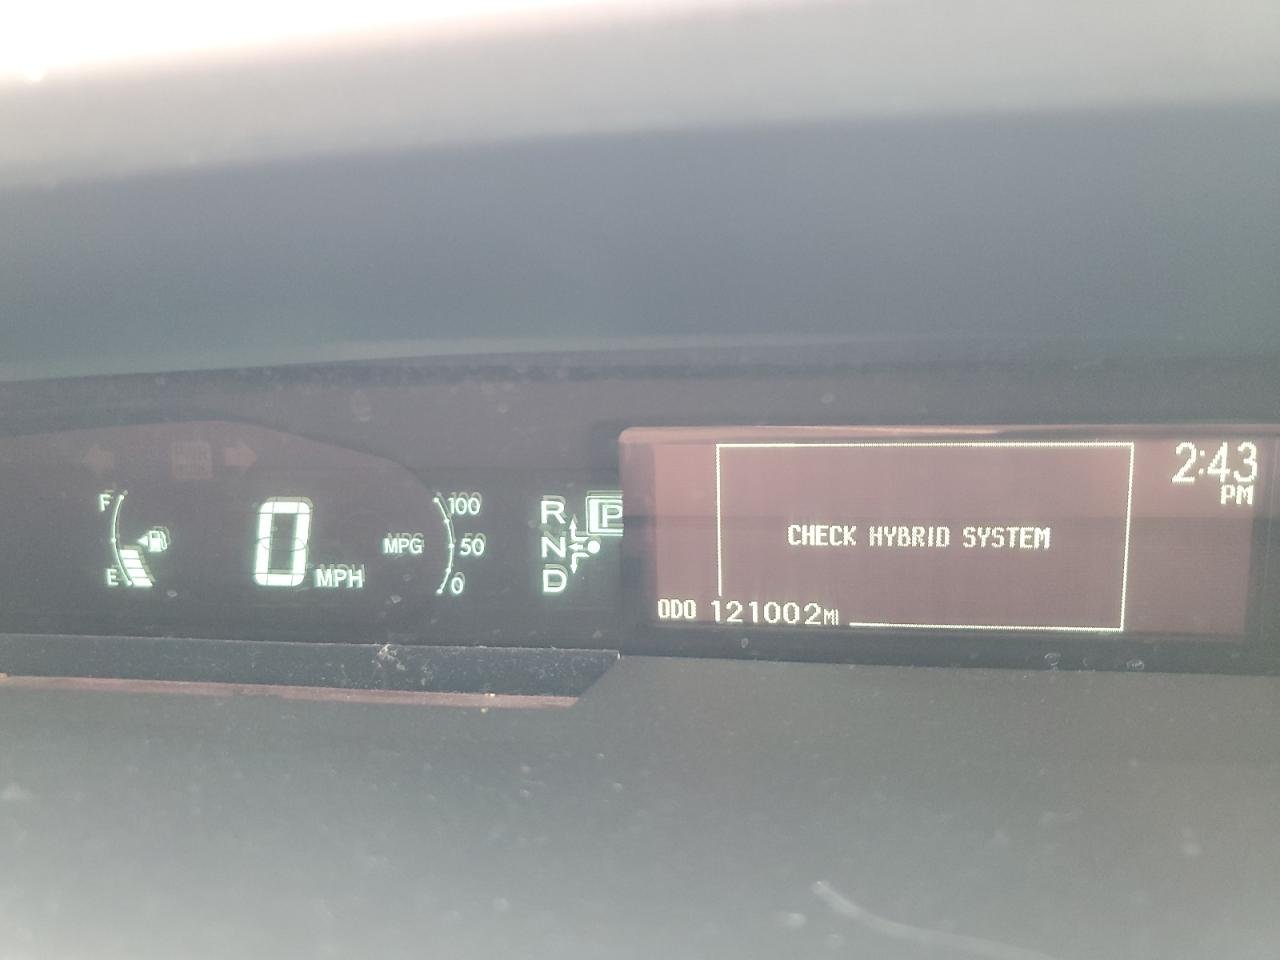 F
E
0
MPH
MPG
100
50
0
R
N
D
P
CHECK HYBRID SYSTEM
2:43
PM
ODO 121002MI